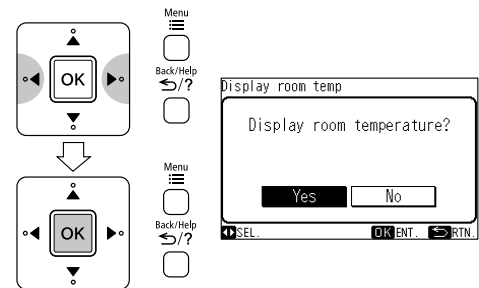 Menu
OK
Back/Help
/?
Menu
OK
Back/Help
/?
Display room temp
Display room temperature?
Yes No
SEL. OK ENT. RTN.